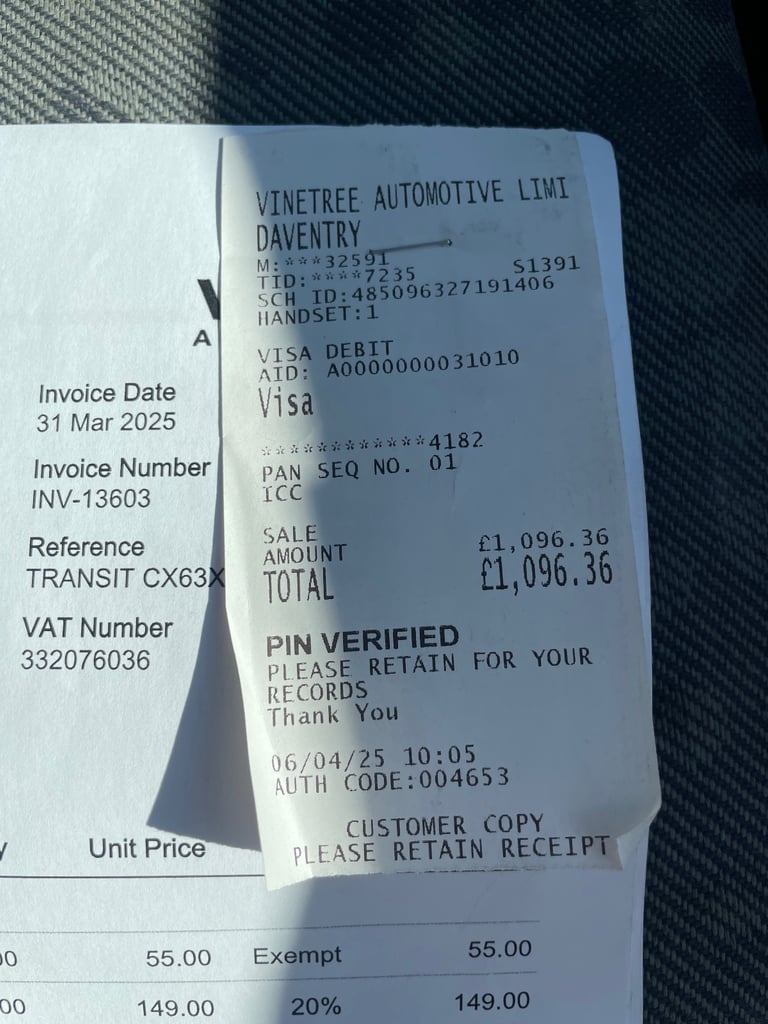 VINETREE AUTOMOTIVE LIMI
DAVENTRY
M:***32591
TID:****7235 S1391
SCH ID:485096327191406
HANDSET:1
VISA DEBIT
AID: A0000000031010
Visa
************4182
PAN SEQ NO. 01
ICC
SALE
AMOUNT £1,096.36
TOTAL £1,096.36
PIN VERIFIED
PLEASE RETAIN FOR YOUR
RECORDS
Thank You
06/04/25 10:05
AUTH CODE:004653
CUSTOMER COPY
PLEASE RETAIN RECEIPT
A
Invoice Date
31 Mar 2025
Invoice Number
INV-13603
Reference
TRANSIT CX63X
VAT Number
332076036
Unit Price
55.00 Exempt 55.00
149.00 20% 149.00